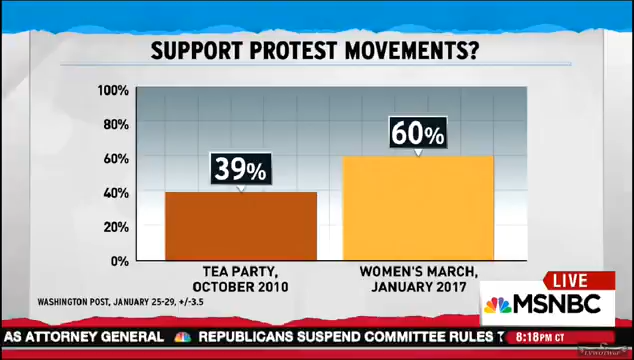 SUPPORT PROTEST MOVEMENTS?
100%
80%
60%
40%
20%
0%
39%
60%
TEA PARTY,
OCTOBER 2010
WOMEN'S MARCH,
JANUARY 2017
WASHINGTON POST, JANUARY 25-29, +/-3.5
LIVE
MSNBC
AS ATTORNEY GENERAL
REPUBLICANS SUSPEND COMMITTEE RULES
8:18PM CT